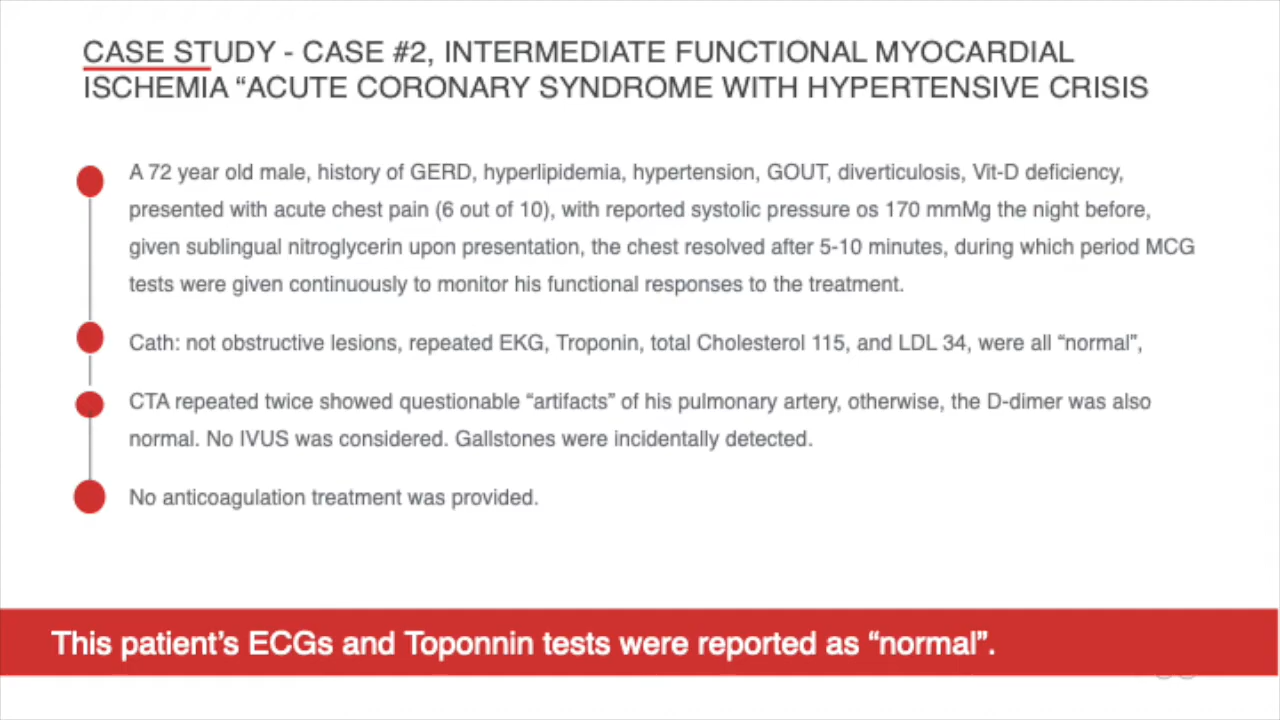 CASE STUDY - CASE #2, INTERMEDIATE FUNCTIONAL MYOCARDIAL
ISCHEMIA “ACUTE CORONARY SYNDROME WITH HYPERTENSIVE CRISIS
A 72 year old male, history of GERD, hyperlipidemia, hypertension, GOUT, diverticulosis, Vit-D deficiency,
presented with acute chest pain (6 out of 10), with reported systolic pressure os 170 mmMg the night before,
given sublingual nitroglycerin upon presentation, the chest resolved after 5-10 minutes, during which period MCG
tests were given continuously to monitor his functional responses to the treatment.
Cath: not obstructive lesions, repeated EKG, Troponin, total Cholesterol 115, and LDL 34, were all “normal”,
CTA repeated twice showed questionable “artifacts” of his pulmonary artery, otherwise, the D-dimer was also
normal. No IVUS was considered. Gallstones were incidentally detected.
No anticoagulation treatment was provided.
This patient’s ECGs and Toponnin tests were reported as “normal”.